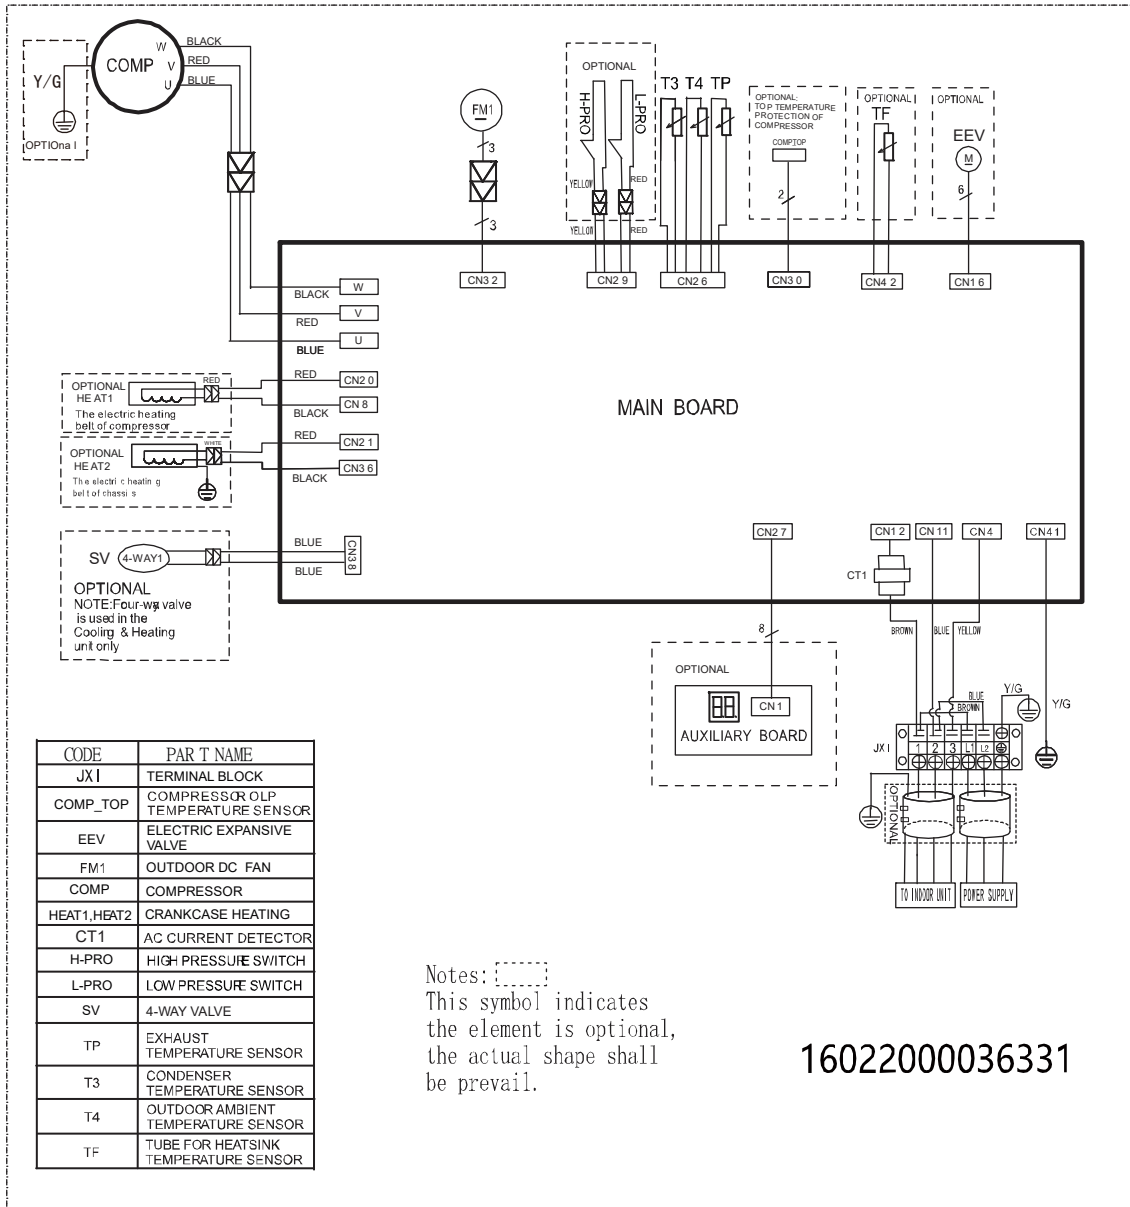 BLACK
W
COMP
V
RED
U
BLUE
Y/G
OPTIOna l
FM1
3
3
OPTIONAL
H-PRO
L-PRO
YELLOW
RED
YELLOW
RED
T3 T4 TP
OPTIONAL:
TOP TEMPERATURE
PROTECTION OF
COMPRESSOR
COMPTOP
2
OPTIONAL
TF
OPTIONAL
EEV
M
6
CN3 2
CN2 9
CN2 6
CN3 0
CN4 2
CN1 6
W
BLACK
V
RED
U
BLUE
OPTIONAL
HE AT1
RED
The electric heating
belt of compressor
RED
CN2 0
CN 8
BLACK
MAIN BOARD
OPTIONAL
HE AT2
WHITE
The electri c heatin g
belt of chassi s
RED
CN2 1
CN3 6
BLACK
SV
4-WAY1
BLUE
BLUE
CN3 8
OPTIONAL
NOTE:Four-way valve
is used in the
Cooling & Heating
unit only
CN2 7
CN1 2
CN 11
CN 4
CN4 1
CT1
8
BROWN
BLUE
YELLOW
OPTIONAL
CN 1
AUXILIARY BOARD
BLUE
BROWN
Y/G
Y/G
JX I
1
2
3
L1
L2
OPTIONAL
TO INDOOR UNIT
POWER SUPPLY
CODE PAR T NAME
JX I TERMINAL BLOCK
COMP_TOP COMPRESSOR OLP
TEMPERATURE SENSOR
EEV ELECTRIC EXPANSIVE
VALVE
FM1 OUTDOOR DC FAN
COMP COMPRESSOR
HEAT1,HEAT2 CRANKCASE HEATING
CT1 AC CURRENT DETECTOR
H-PRO HIGH PRESSURE SWITCH
L-PRO LOW PRESSURE SWITCH
SV 4-WAY VALVE
TP EXHAUST
TEMPERATURE SENSOR
T3 CONDENSER
TEMPERATURE SENSOR
T4 OUTDOOR AMBIENT
TEMPERATURE SENSOR
TF TUBE FOR HEATSINK
TEMPERATURE SENSOR
Notes:
This symbol indicates
the element is optional,
the actual shape shall
be prevail.
16022000036331